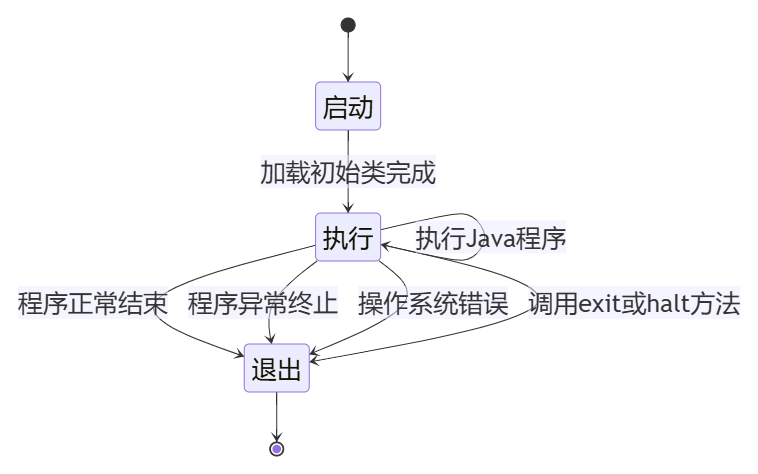 启动
加载初始类完成
执行
执行Java程序
程序正常结束
程序异常终止
操作系统错误
调用exit或halt方法
退出